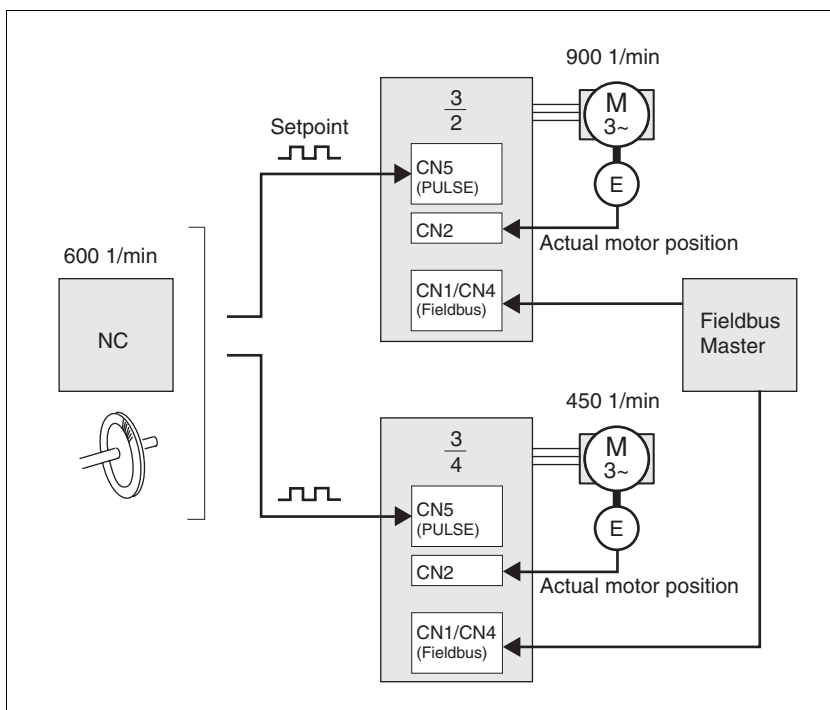 900 1/min
3
2
M
3~
Setpoint
CN5
(PULSE)
E
CN2
Actual motor position
600 1/min
NC
CN1/CN4
(Fieldbus)
Fieldbus
Master
450 1/min
3
4
M
3~
CN5
(PULSE)
E
CN2
Actual motor position
CN1/CN4
(Fieldbus)